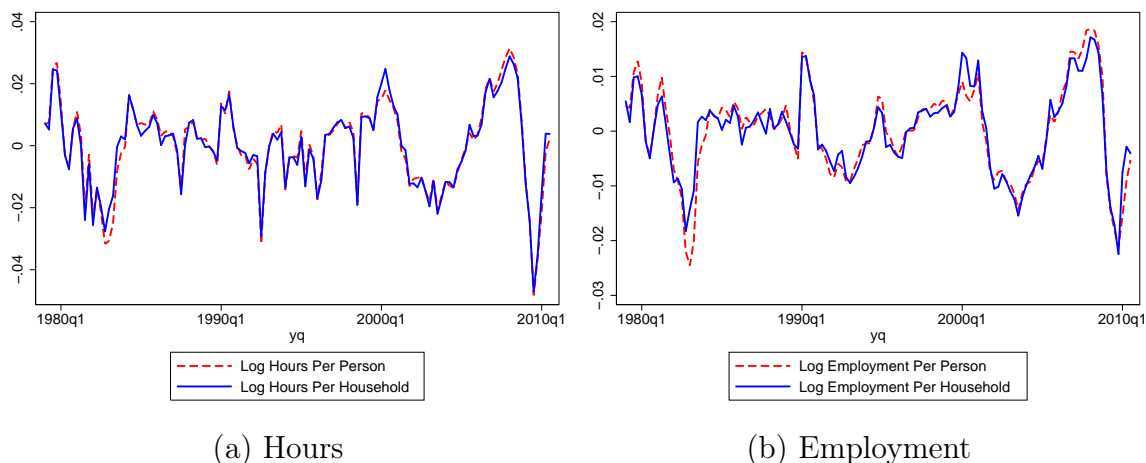 .04
.02
0
-.02
-.04
1980q1 1990q1 2000q1 2010q1
yq
Log Hours Per Person
Log Hours Per Household
(a) Hours
.02
.01
0
-.01
-.02
-.03
1980q1 1990q1 2000q1 2010q1
yq
Log Employment Per Person
Log Employment Per Household
(b) Employment